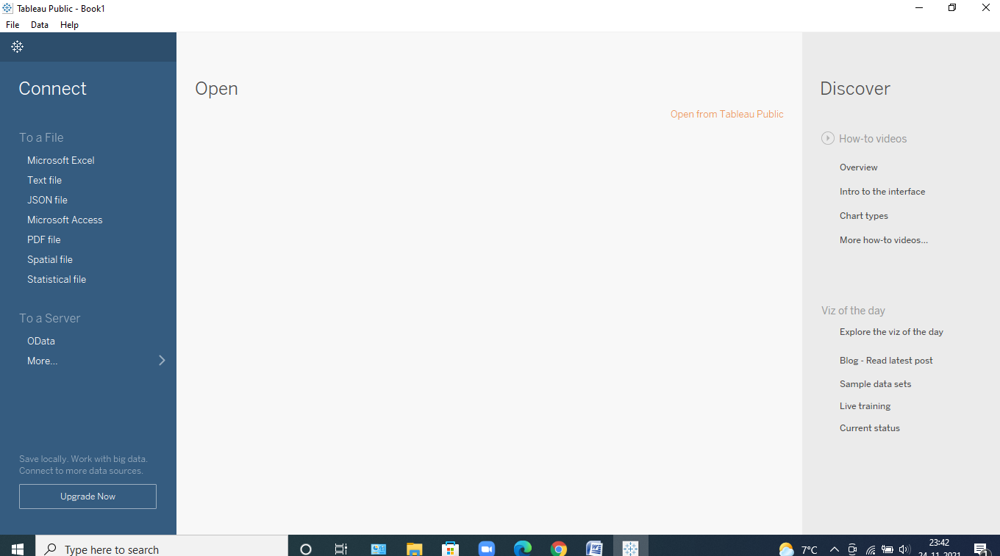 Tableau Public - Book1
File Data Help
Connect
To a File
Microsoft Excel
Text file
JSON file
Microsoft Access
PDF file
Spatial file
Statistical file
To a Server
OData
More...
Save locally. Work with big data.
Connect to more data sources.
Upgrade Now
Open
Open from Tableau Public
Discover
How-to videos
Overview
Intro to the interface
Chart types
More how-to videos...
Viz of the day
Explore the viz of the day
Blog - Read latest post
Sample data sets
Live training
Current status
Type here to search
7°C
23:42
24-11-2021
1